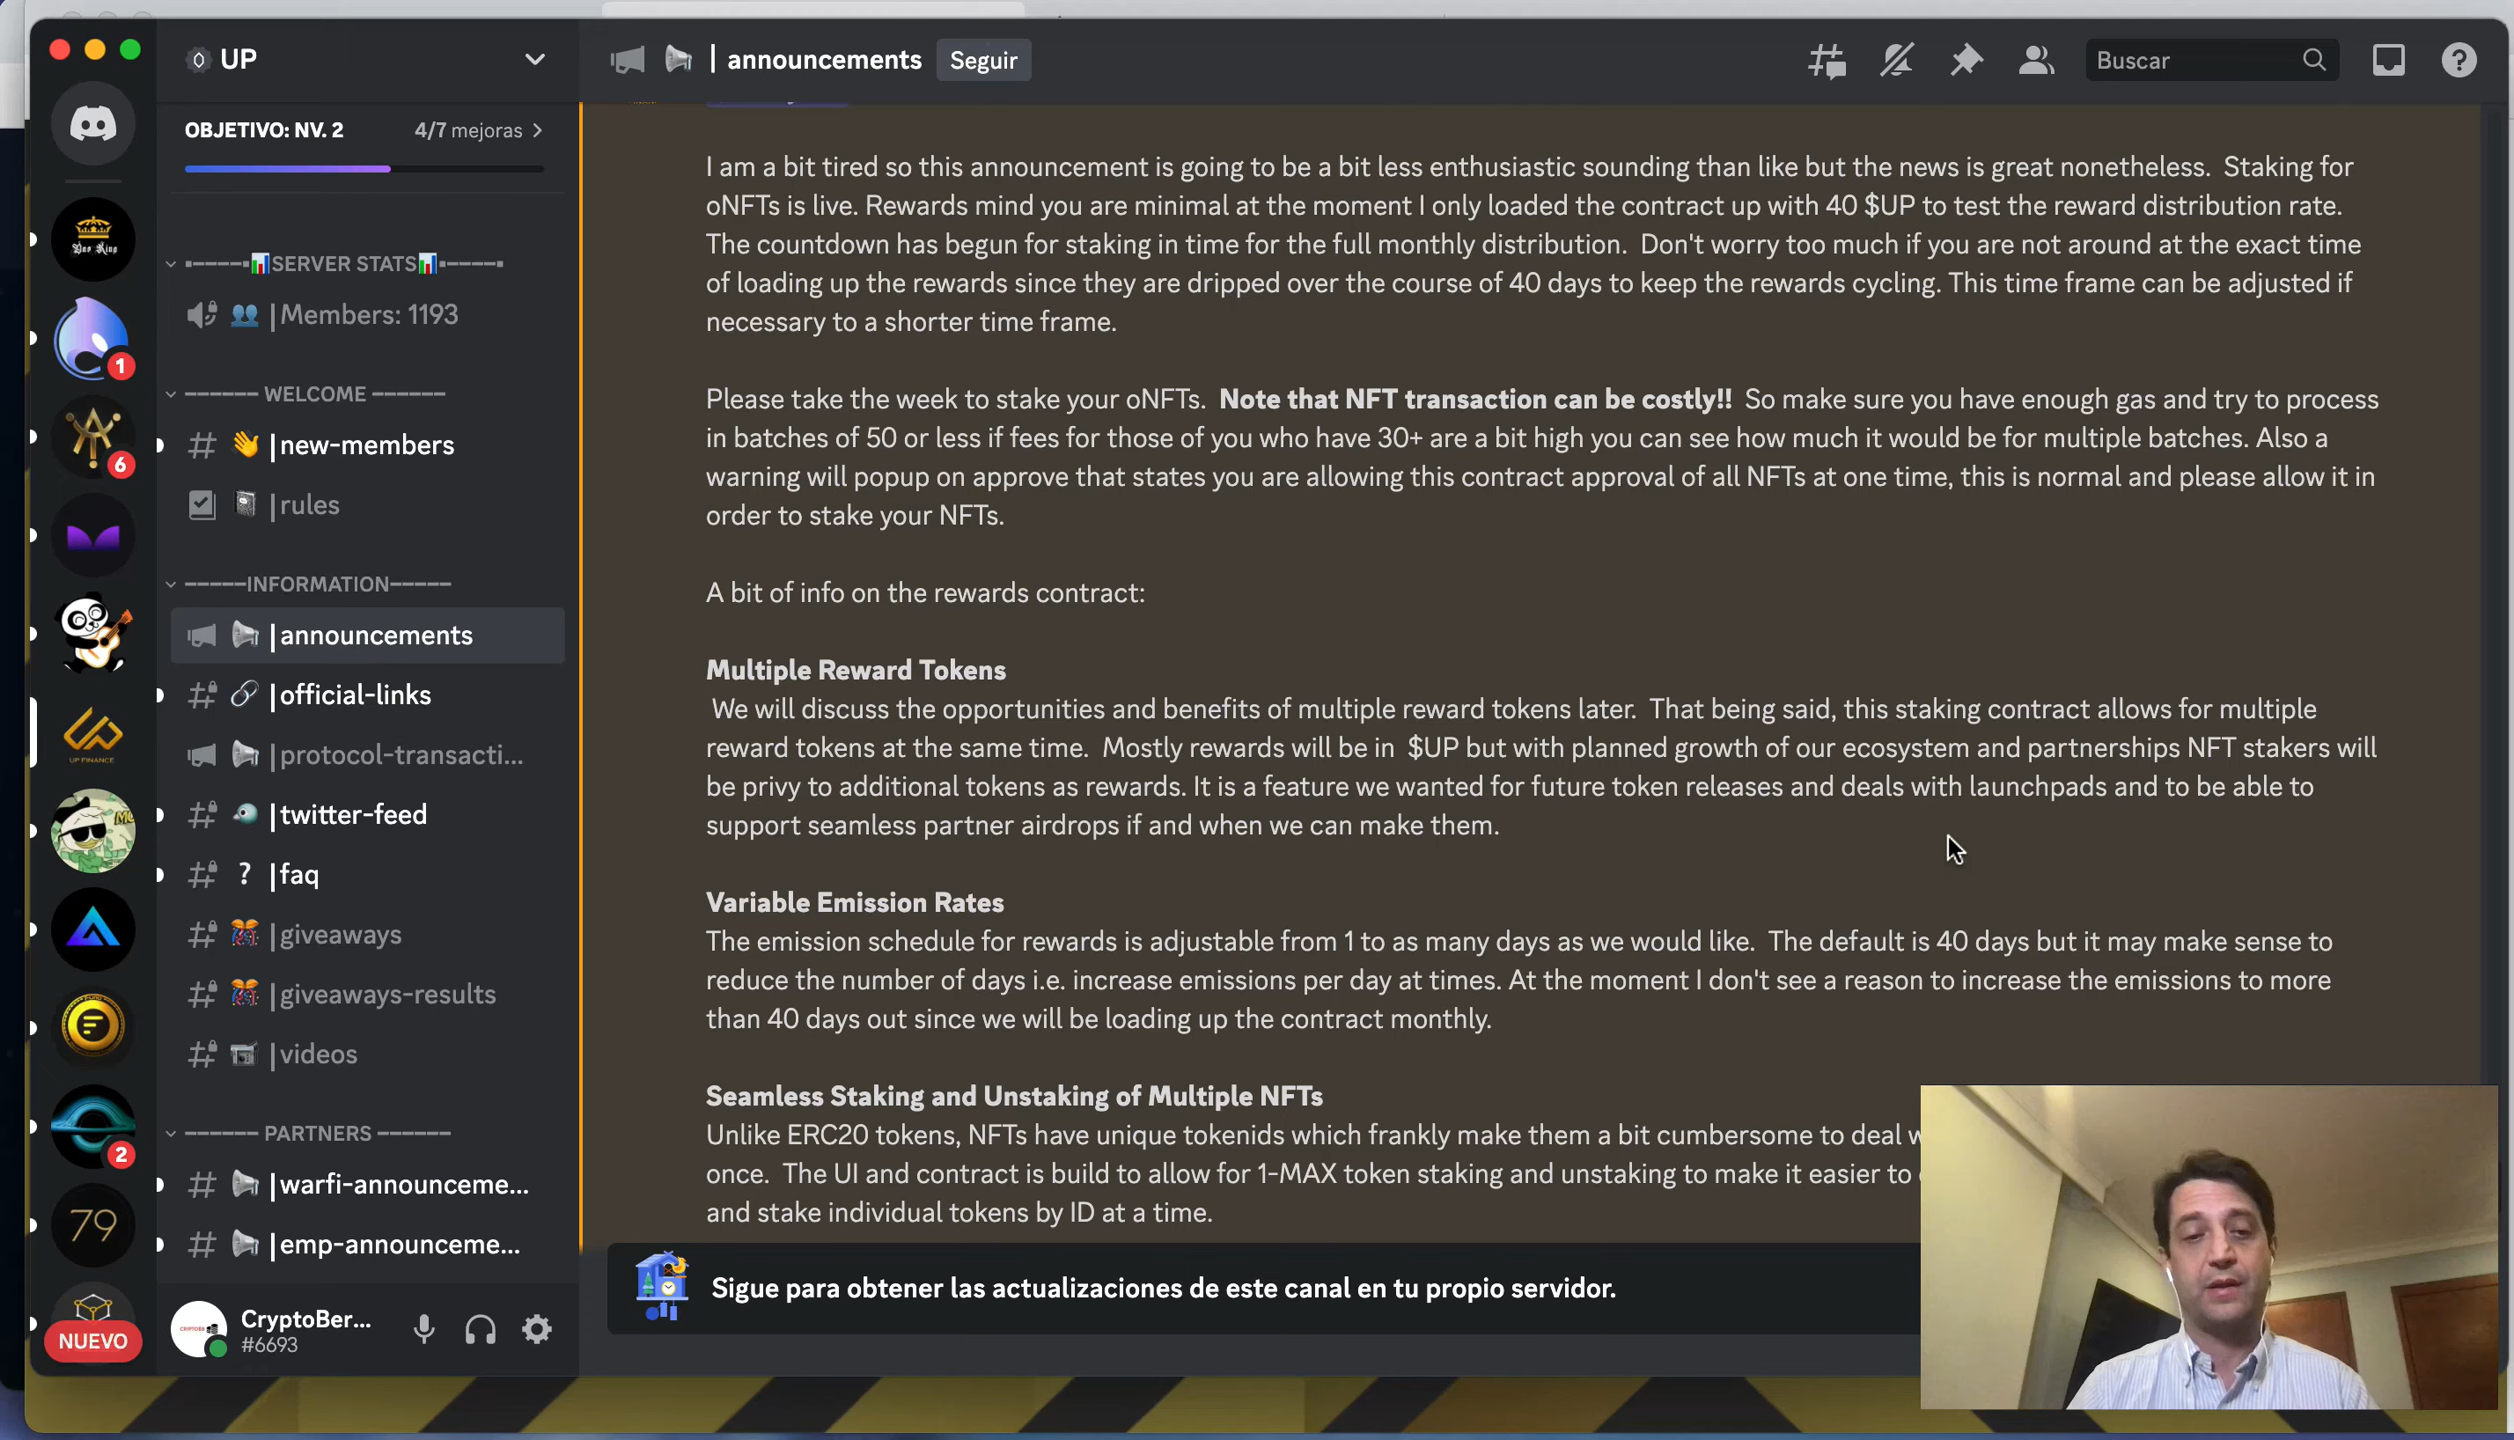 UP
| announcements
Seguir
Buscar
OBJETIVO: NV. 2
4/7 mejoras
SERVER STATS
|Members: 1193
------ WELCOME ------
|new-members
|rules
-----INFORMATION-----
|announcements
|official-links
|protocol-transacti...
|twitter-feed
? |faq
|giveaways
|giveaways-results
|videos
------ PARTNERS ------
|warfi-announceme...
|emp-announceme...
CryptoBer...
#6693
1
6
UP FINANCE
2
79
NUEVO
I am a bit tired so this announcement is going to be a bit less enthusiastic sounding than like but the news is great nonetheless. Staking for
oNFTs is live. Rewards mind you are minimal at the moment I only loaded the contract up with 40 $UP to test the reward distribution rate.
The countdown has begun for staking in time for the full monthly distribution. Don't worry too much if you are not around at the exact time
of loading up the rewards since they are dripped over the course of 40 days to keep the rewards cycling. This time frame can be adjusted if
necessary to a shorter time frame.
Please take the week to stake your oNFTs. Note that NFT transaction can be costly!! So make sure you have enough gas and try to process
in batches of 50 or less if fees for those of you who have 30+ are a bit high you can see how much it would be for multiple batches. Also a
warning will popup on approve that states you are allowing this contract approval of all NFTs at one time, this is normal and please allow it in
order to stake your NFTs.
A bit of info on the rewards contract:
Multiple Reward Tokens
We will discuss the opportunities and benefits of multiple reward tokens later. That being said, this staking contract allows for multiple
reward tokens at the same time. Mostly rewards will be in $UP but with planned growth of our ecosystem and partnerships NFT stakers will
be privy to additional tokens as rewards. It is a feature we wanted for future token releases and deals with launchpads and to be able to
support seamless partner airdrops if and when we can make them.
Variable Emission Rates
The emission schedule for rewards is adjustable from 1 to as many days as we would like. The default is 40 days but it may make sense to
reduce the number of days i.e. increase emissions per day at times. At the moment I don't see a reason to increase the emissions to more
than 40 days out since we will be loading up the contract monthly.
Seamless Staking and Unstaking of Multiple NFTs
Unlike ERC20 tokens, NFTs have unique tokenids which frankly make them a bit cumbersome to deal
once. The UI and contract is build to allow for 1-MAX token staking and unstaking to make it easier to
and stake individual tokens by ID at a time.
Sigue para obtener las actualizaciones de este canal en tu propio servidor.